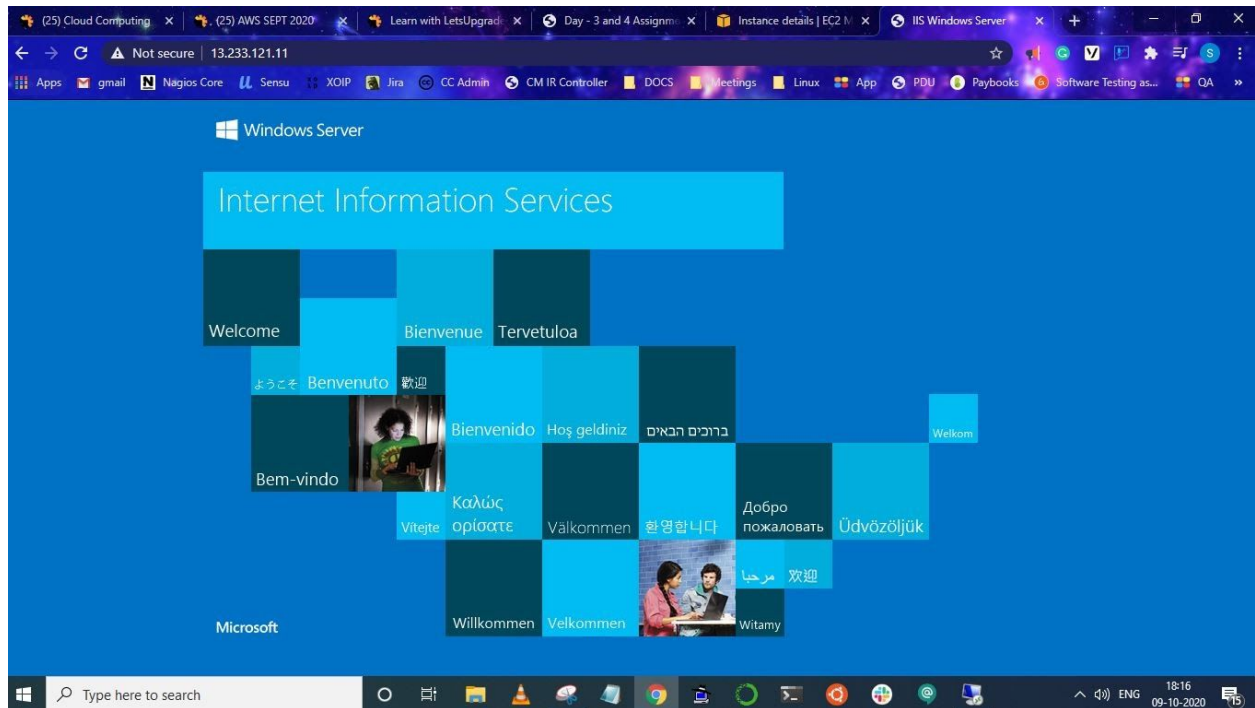 (25) Cloud Computing
(25) AWS SEPT 2020
Learn with LetsUpgrad
Day - 3 and 4 Assignm
Instance details | EC2 M
IIS Windows Server
Not secure | 13.233.121.11
Apps
gmail
Nagios Core
Sensu
XOIP
Jira
CC Admin
CM IR Controller
DOCS
Meetings
Linux
App
PDU
Paybooks
Software Testing as...
QA
»
Windows Server
Internet Information Services
Welcome
Bienvenue
Tervetuloa
ようこそ
Benvenuto
歡迎
Bienvenido
Hoş geldiniz
ברוכים הבאים
Welkom
Bem-vindo
Vítejte
Καλώς
ορίσατε
Välkommen
환영합니다
Добро
пожаловать
Üdvözöljük
مرحبا
欢迎
Willkommen
Velkommen
Witamy
Microsoft
Type here to search
ENG
18:16
09-10-2020
15